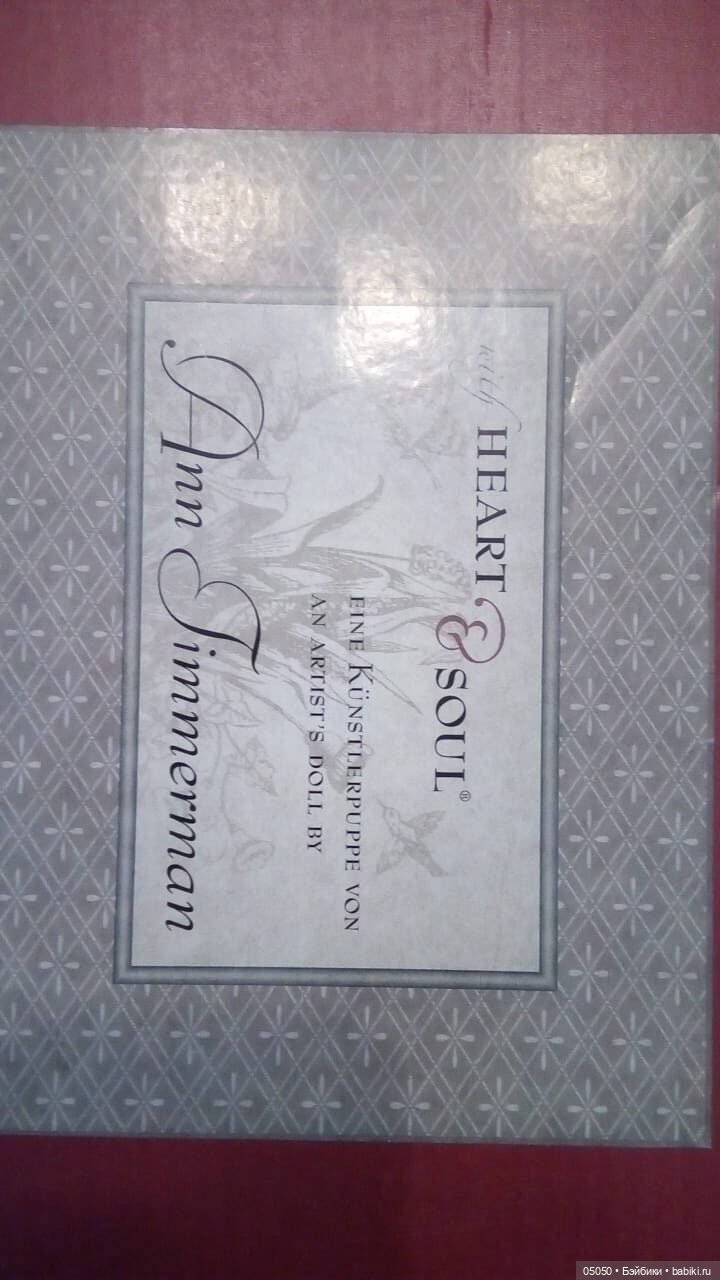 with HEART & SOUL®
EINE KÜNSTLERPUPPE VON
AN ARTIST'S DOLL BY
Ann Timmerman
05050 • Бэйбики • babiki.ru